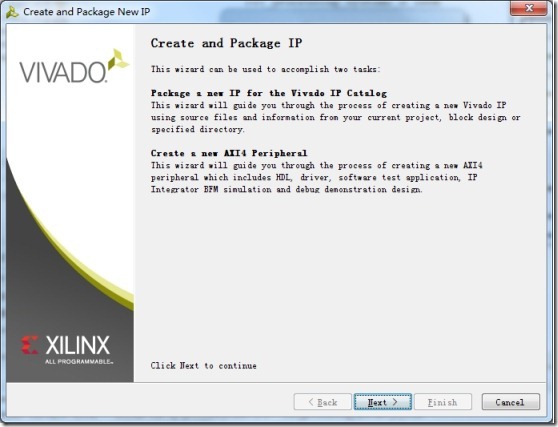 Create and Package New IP
VIVADO.
Create and Package IP
This wizard can be used to accomplish two tasks:
Package a new IP for the Vivado IP Catalog
This wizard will guide you through the process of creating a new Vivado IP
using source files and information from your current project, block design or
specified directory.
Create a new AXI4 Peripheral
This wizard will guide you through the process of creating a new AXI4
peripheral which includes HDL, driver, software test application, IP
Integrator BFM simulation and debug demonstration design.
XILINX
ALL PROGRAMMABLE™
Click Next to continue
< Back
Next >
Finish
Cancel